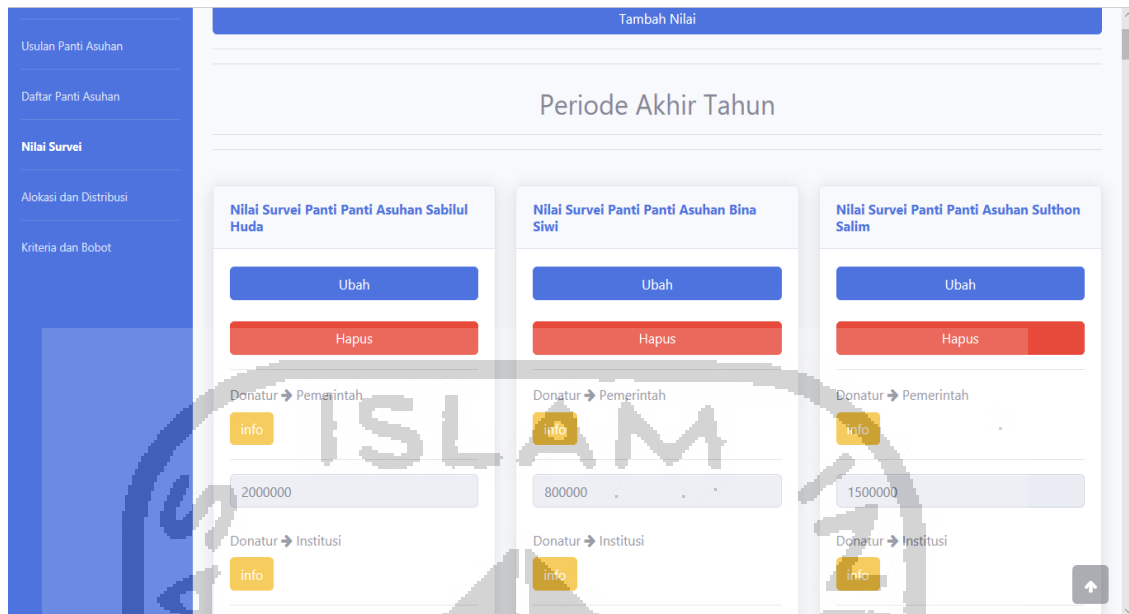 Tambah Nilai
Usulan Panti Asuhan
Daftar Panti Asuhan
Nilai Survei
Alokasi dan Distribusi
Kriteria dan Bobot
Periode Akhir Tahun
Nilai Survei Panti Panti Asuhan Sabilul
Huda
Ubah
Hapus
Donatur → Pemerintah
info
2000000
Donatur → Institusi
info
Nilai Survei Panti Panti Asuhan Bina
Siwi
Ubah
Hapus
Donatur → Pemerintah
info
800000
Donatur → Institusi
info
Nilai Survei Panti Panti Asuhan Sulthon
Salim
Ubah
Hapus
Donatur → Pemerintah
info
1500000
Donatur → Institusi
info
ISLAM